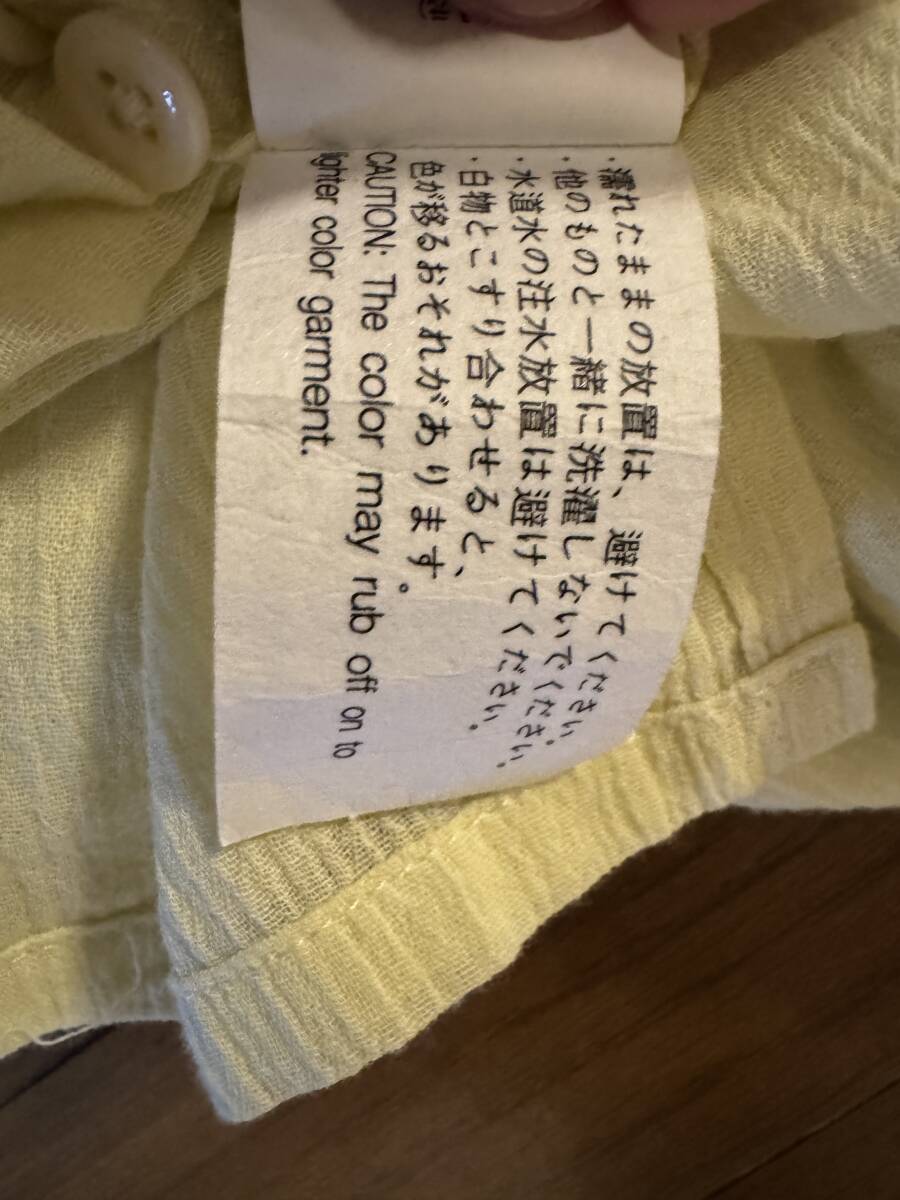 ・濡れたままの放置は、避けてください。
・他のものと一緒に洗濯しないでください。
・水道水の注水放置は避けてください。
・白物とこすり合わせると、
色が移るおそれがあります。
CAUTION: The color may rub off on to
lighter color garment.